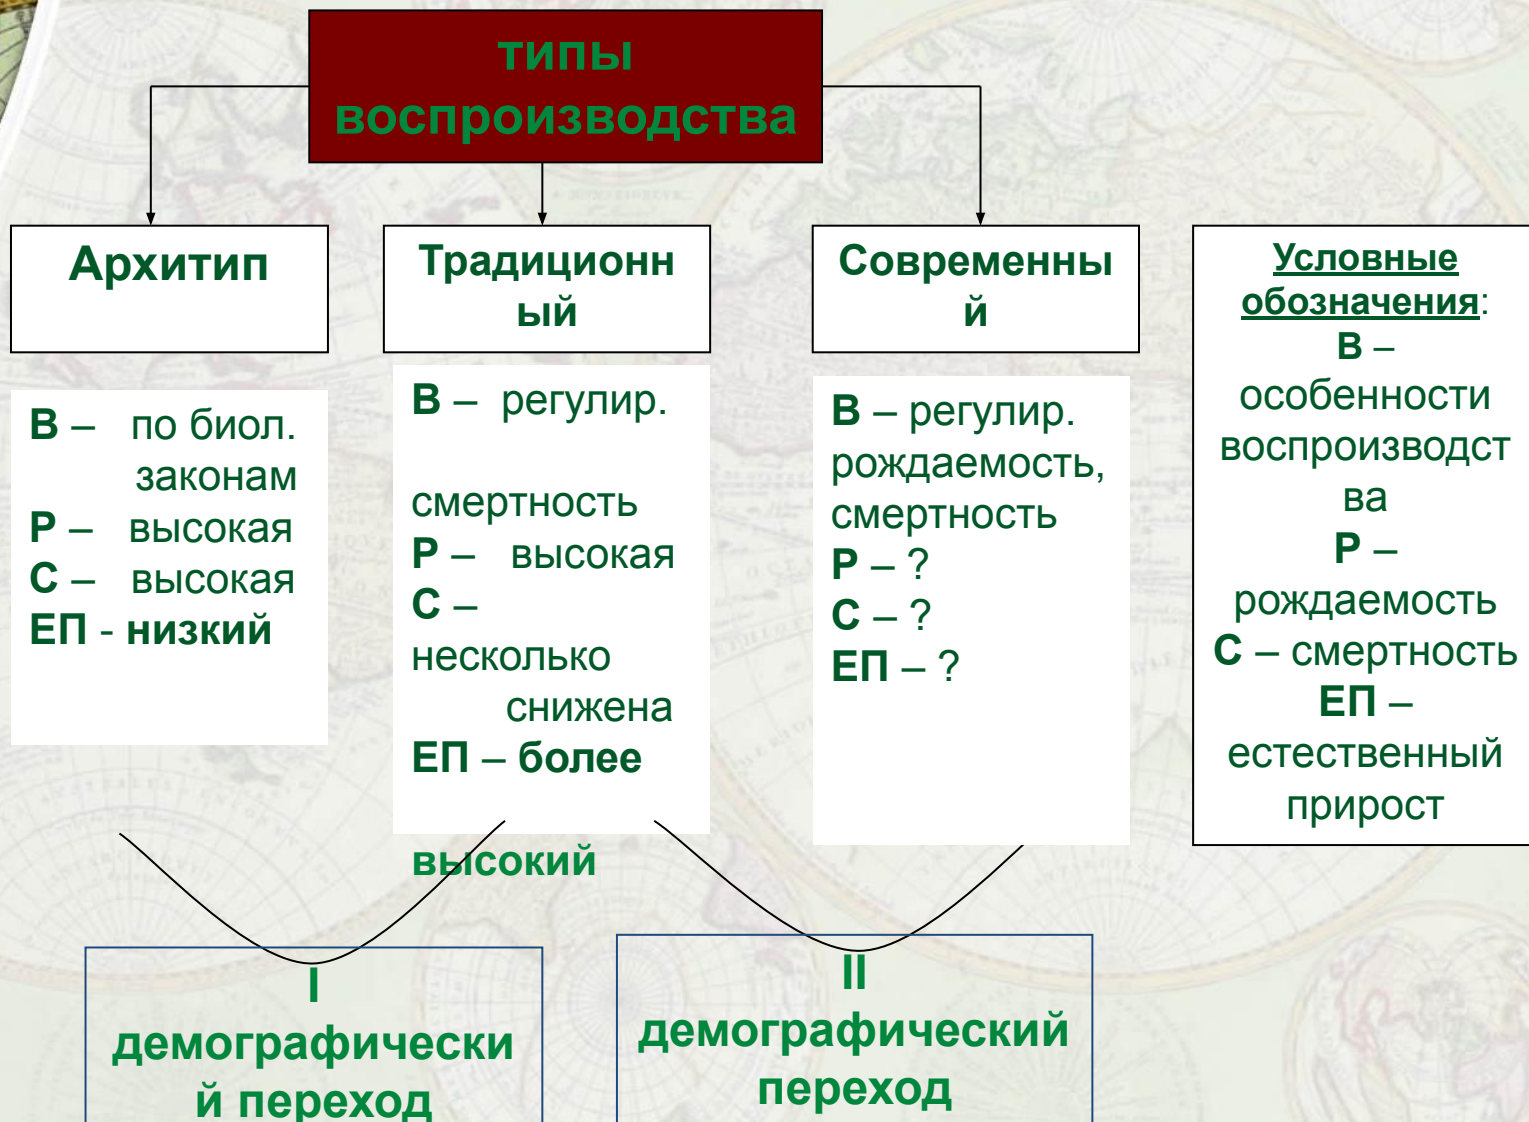 типы
воспроизводства
Архитип
Традиционн
ый
Современны
й
Условные
обозначения:
В –
особенности
воспроизводст
ва
Р –
рождаемость
С – смертность
ЕП –
естественный
прирост
В – по биол.
законам
Р – высокая
С – высокая
ЕП - низкий
В – регулир.
смертность
Р – высокая
С –
несколько
снижена
ЕП – более
высокий
В – регулир.
рождаемость,
смертность
Р – ?
С – ?
ЕП – ?
I
демографически
й переход
II
демографический
переход